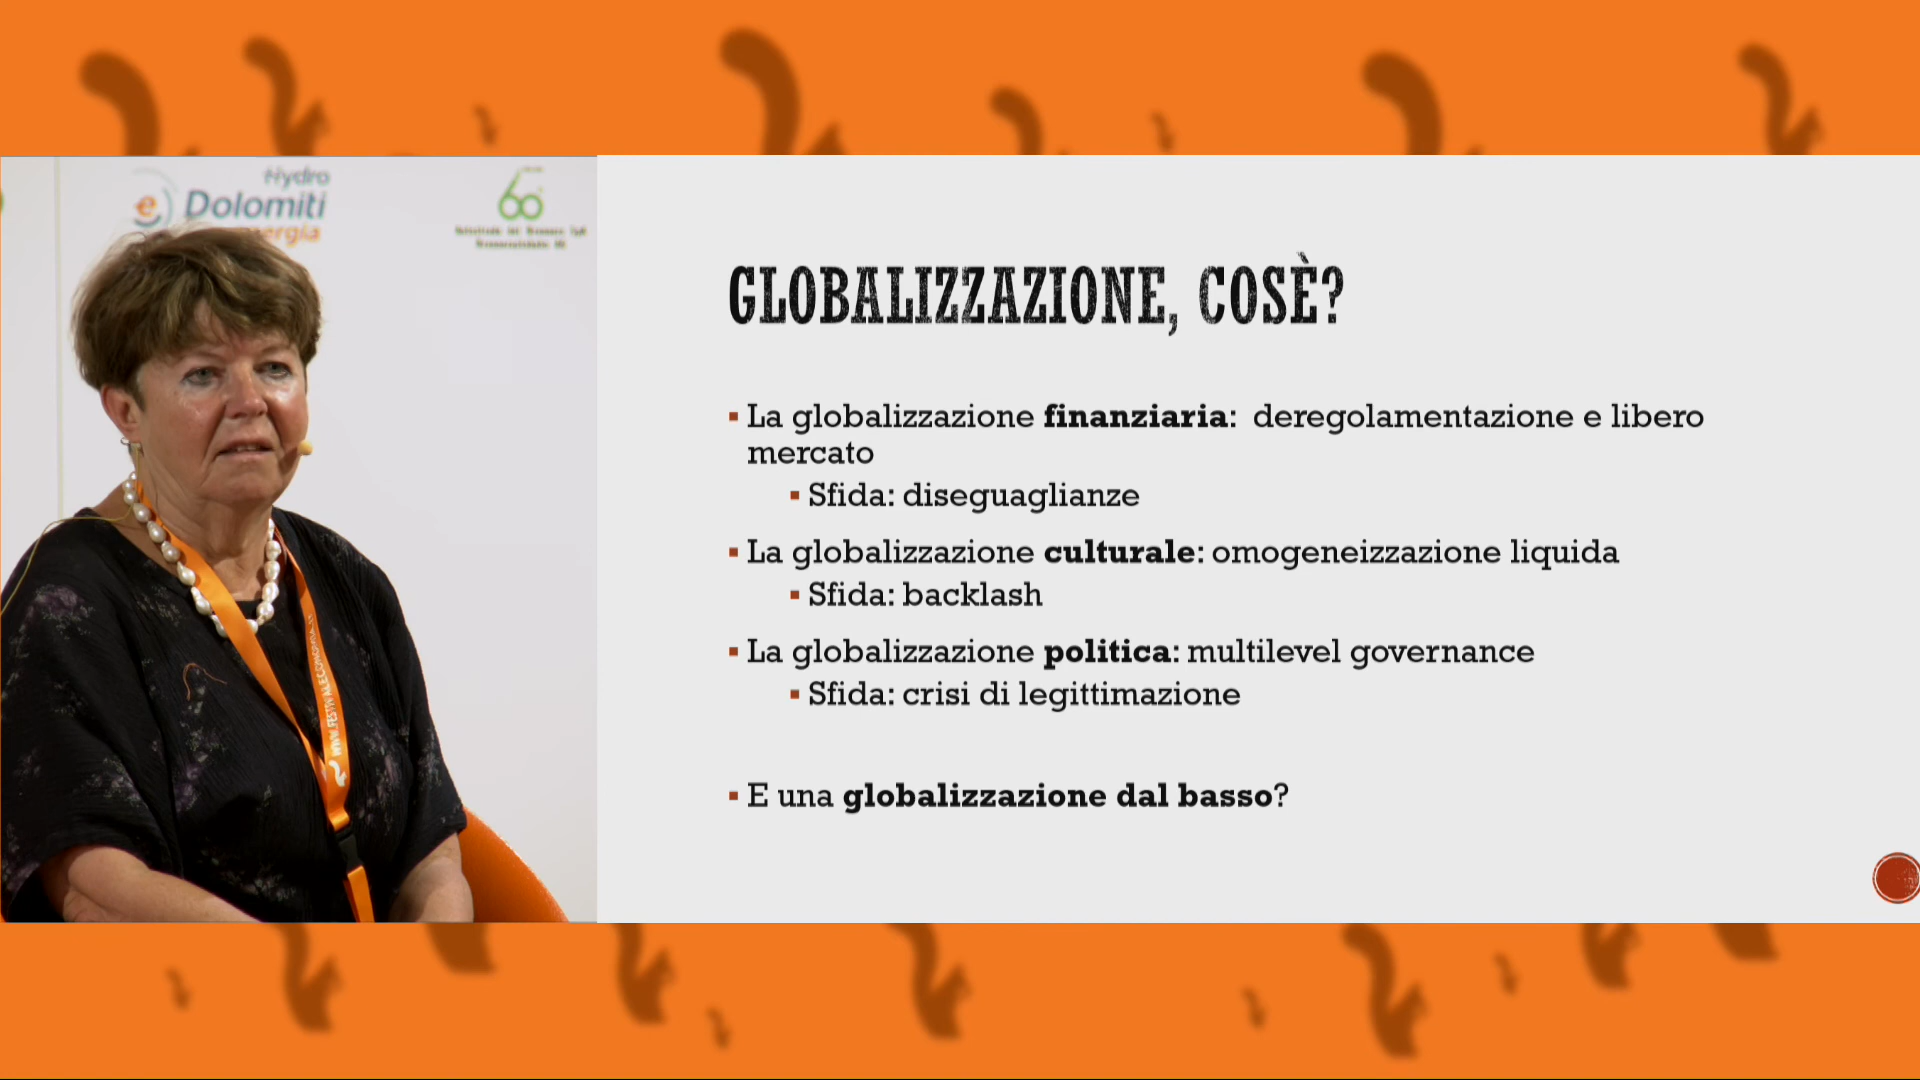 Hydro
Dolomiti
energia
60
GLOBALIZZAZIONE, COSÈ?
La globalizzazione finanziaria: deregolamentazione e libero
mercato
Sfida: diseguaglianze
La globalizzazione culturale: omogeneizzazione liquida
Sfida: backlash
La globalizzazione politica: multilevel governance
Sfida: crisi di legittimazione
E una globalizzazione dal basso?